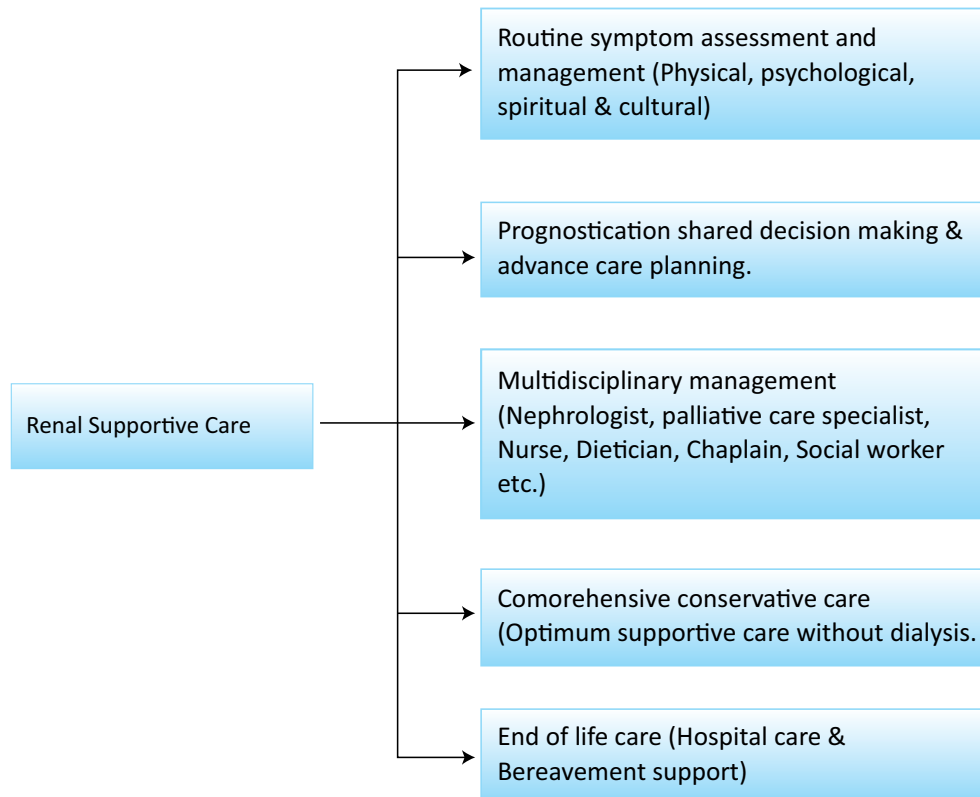 Routine symptom assessment and
management (Physical, psychological,
spiritual & cultural)
Prognostication shared decision making &
advance care planning.
Multidisciplinary management
(Nephrologist, palliative care specialist,
Nurse, Dietician, Chaplain, Social worker
etc.)
Renal Supportive Care
Comorehensive conservative care
(Optimum supportive care without dialysis.
End of life care (Hospital care &
Bereavement support)